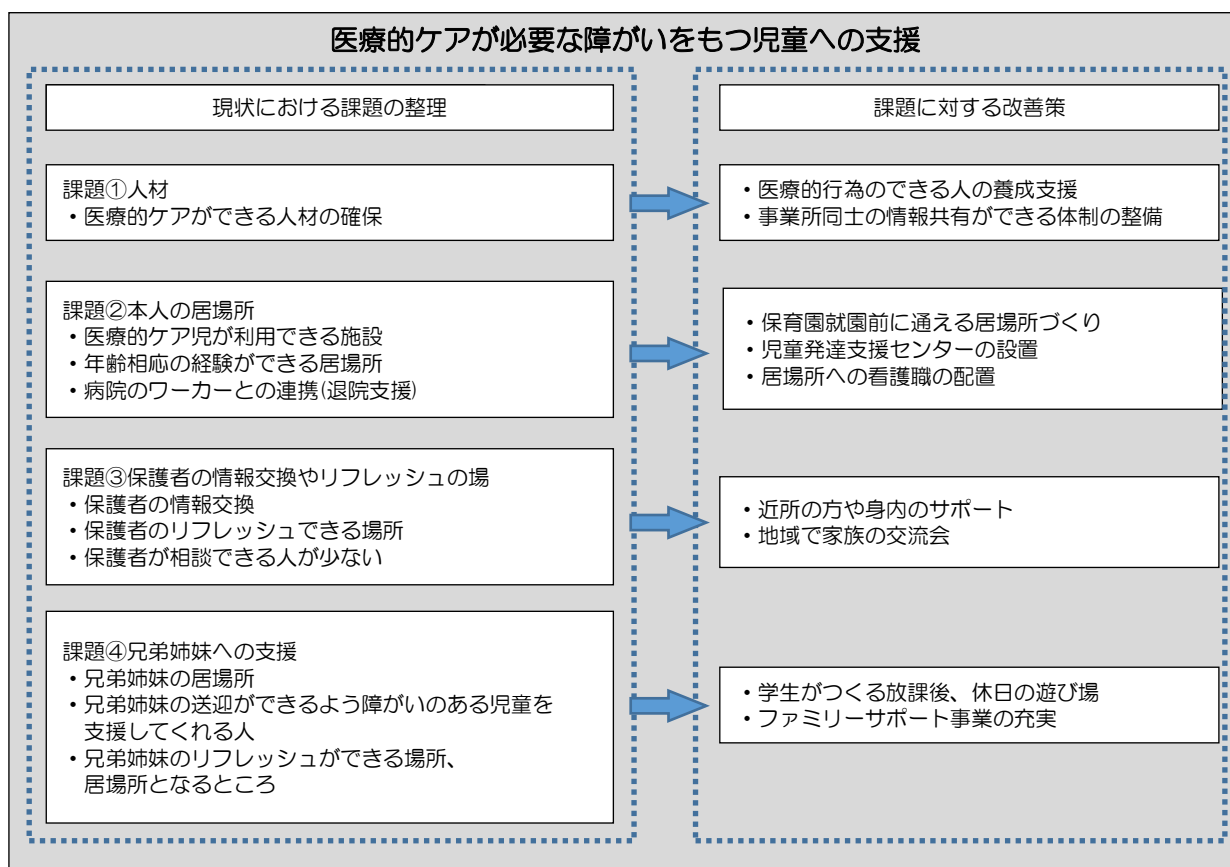 医療的ケアが必要な障がいをもつ児童への支援
現状における課題の整理
課題に対する改善策
課題①人材
・医療的ケアができる人材の確保
・医療的行為のできる人の養成支援
・事業所同士の情報共有ができる体制の整備
課題②本人の居場所
・医療的ケア児が利用できる施設
・年齢相応の経験ができる居場所
・病院のワーカーとの連携(退院支援)
・保育園就園前に通える居場所づくり
・児童発達支援センターの設置
・居場所への看護職の配置
課題③保護者の情報交換やリフレッシュの場
・保護者の情報交換
・保護者のリフレッシュできる場所
・保護者が相談できる人が少ない
・近所の方や身内のサポート
・地域で家族の交流会
課題④兄弟姉妹への支援
・兄弟姉妹の居場所
・兄弟姉妹の送迎ができるよう障がいのある児童を
支援してくれる人
・兄弟姉妹のリフレッシュができる場所、
居場所となるところ
・学生がつくる放課後、休日の遊び場
・ファミリーサポート事業の充実